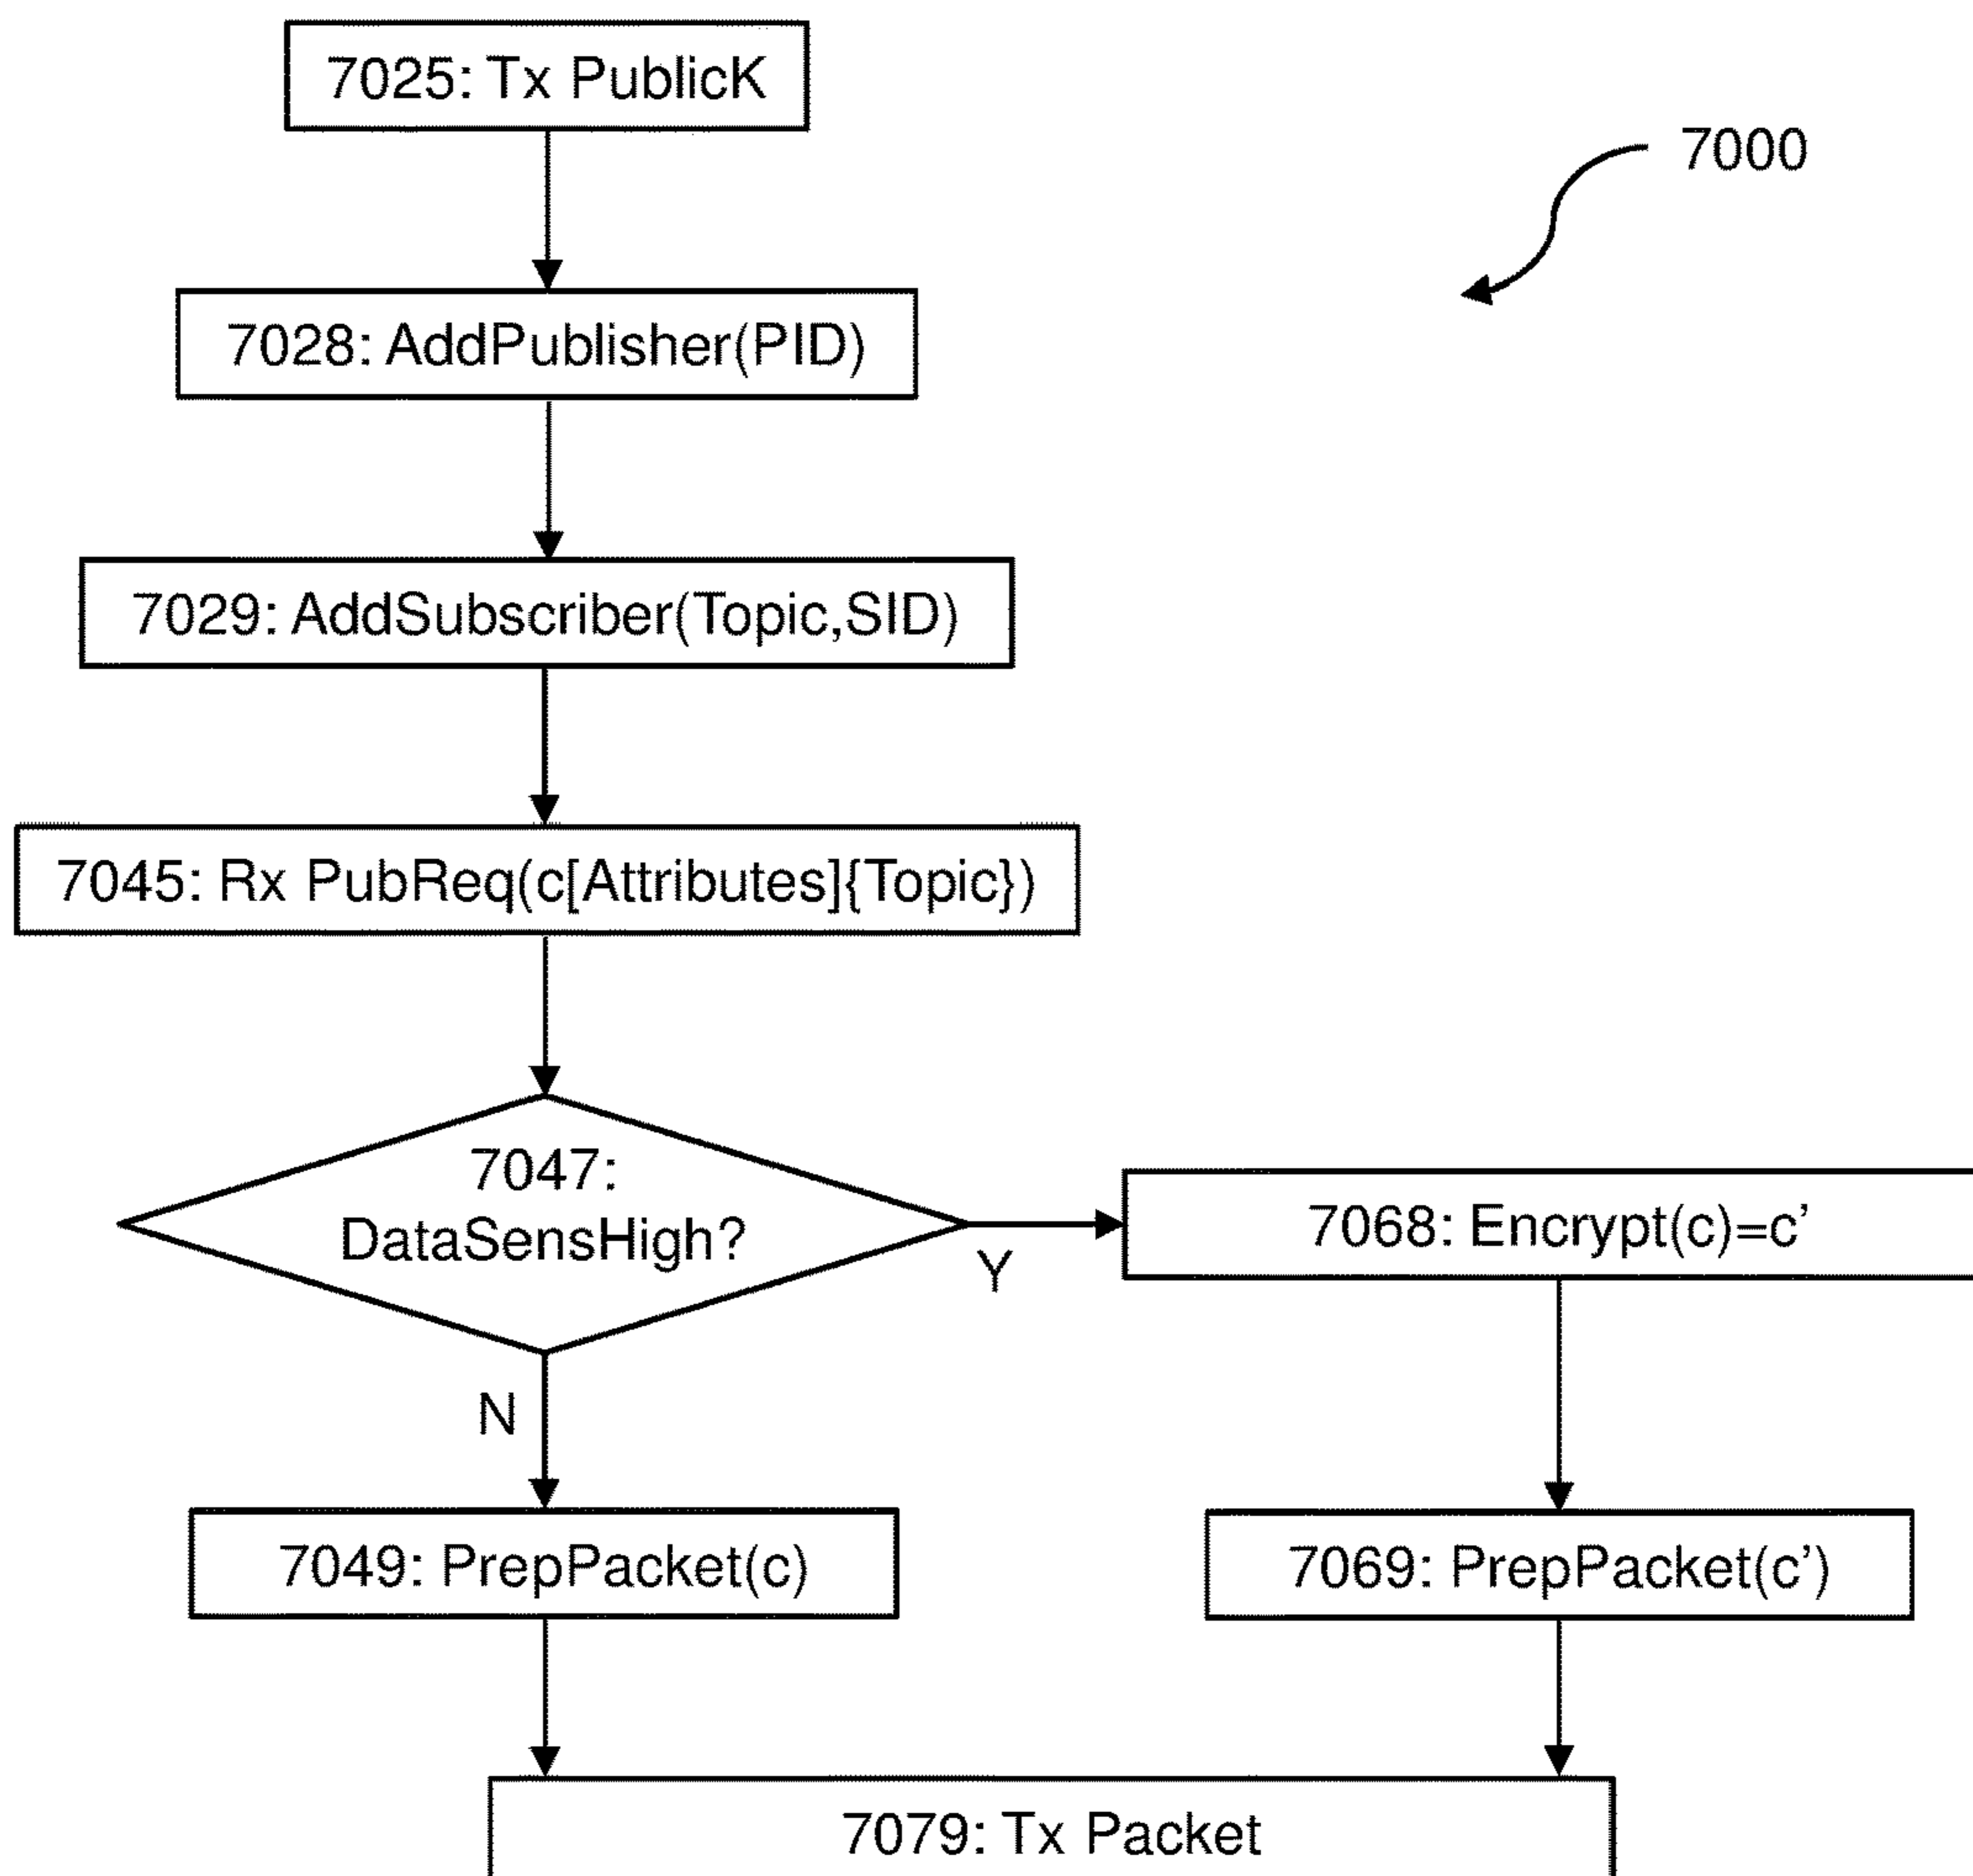 7025: Tx PublicK
7000
7028: AddPublisher(PID)
7029: AddSubscriber(Topic,SID)
7045: Rx PubReq(c[Attributes]{Topic})
7047:
DataSensHigh?
Y
7068: Encrypt(c)=c’
N
7049: PrepPacket(c)
7069: PrepPacket(c’)
7079: Tx Packet